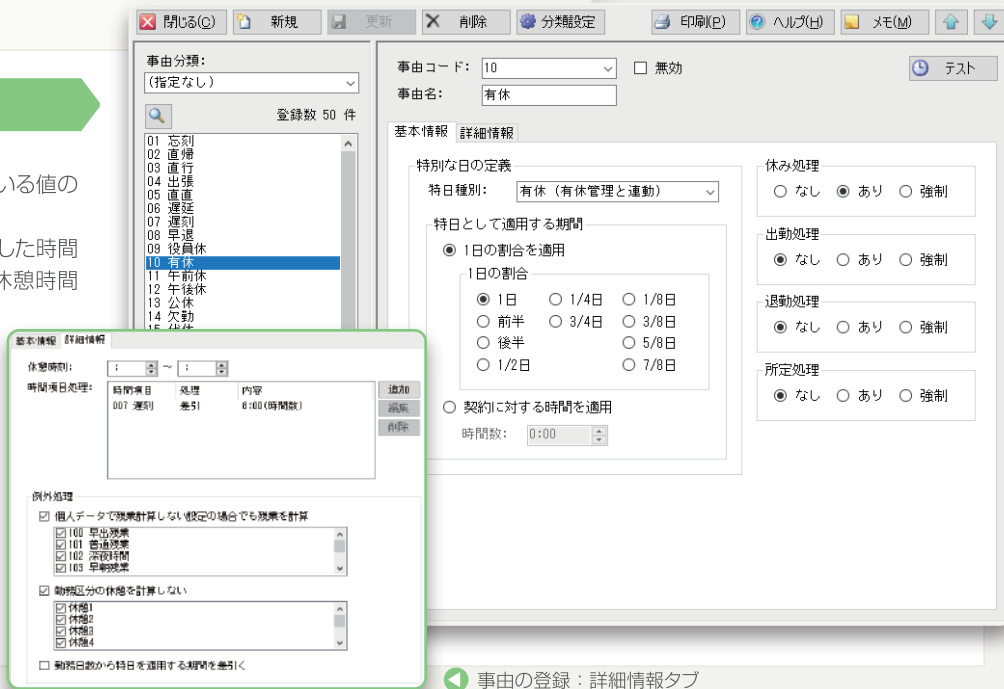 閉じる(C) 新規 更新 削除 分類設定 印刷(P) ヘルプ(H) メモ(M)
いる値の
した時間
休憩時間
事由分類:
(指定なし)
登録数 50 件
01 忘刻
02 直帰
03 直行
04 出張
05 直直
06 遅延
07 遅刻
08 早退
09 役員休
10 有休
11 午前休
12 午後休
13 公休
14 欠勤
15 代休
事由コード: 10 無効 テスト
事由名: 有休
基本情報 詳細情報
特別な日の定義
特日種別: 有休 (有休管理と連動)
特日として適用する期間
1日の割合を適用
1日の割合
1日 1/4日 1/8日
前半 3/4日 3/8日
後半 5/8日
1/2日 7/8日
契約に対する時間を適用
時間数: 0:00
休み処理
なし あり 強制
出勤処理
なし あり 強制
退勤処理
なし あり 強制
所定処理
なし あり 強制
基本情報 詳細情報
休憩時刻: : ~ :
時間項目処理: 時間項目 処理 内容 追加
007 遅刻 差引 8:00(時間数) 編集
削除
例外処理
個人データで残業計算しない設定の場合でも残業を計算
100 早出残業
101 普通残業
102 深夜時間
103 早朝残業
勤務区分の休憩を計算しない
休憩1
休憩2
休憩3
休憩4
勤務日数から特日を適用する期間を差引く
事由の登録：詳細情報タブ